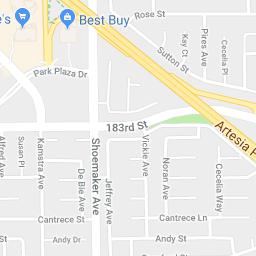 Rose St
e's
Best Buy
Pires Ave
Kay Ct
Cecelia Pl
Sutton St
Park Plaza Dr
183rd St
Artesia F
Alfred Ave
Susan Pl
Kamstra Ave
De Bie Ave
Shoemaker Ave
Jeffrey Ave
Vickie Ave
Noran Ave
Cecelia Way
Cantrece St
Cantrece Ln
Andy Dr
Andy St